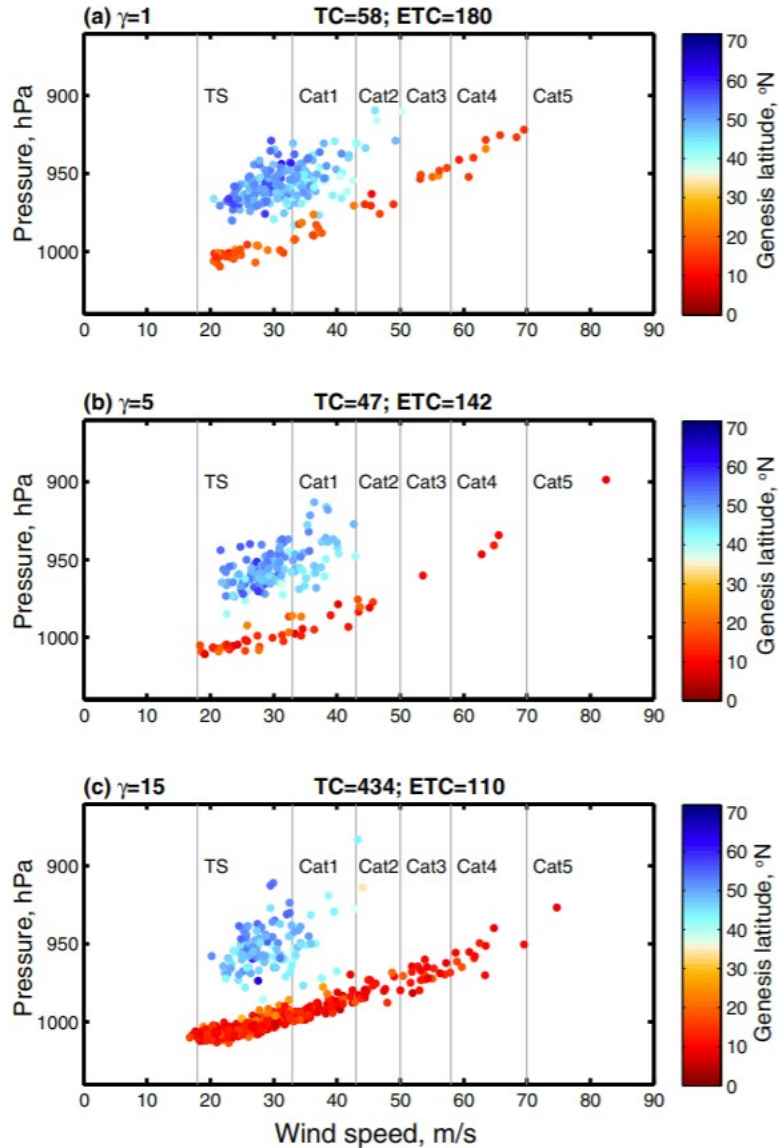 (a) γ=1 TC=58; ETC=180
TS Cat1 Cat2 Cat3 Cat4 Cat5
900
950
1000
Pressure, hPa
0 10 20 30 40 50 60 70 80 90
70
60
50
40
30
20
10
0
Genesis latitude, °N
(b) γ=5 TC=47; ETC=142
TS Cat1 Cat2 Cat3 Cat4 Cat5
900
950
1000
Pressure, hPa
0 10 20 30 40 50 60 70 80 90
70
60
50
40
30
20
10
0
Genesis latitude, °N
(c) γ=15 TC=434; ETC=110
TS Cat1 Cat2 Cat3 Cat4 Cat5
900
950
1000
Pressure, hPa
0 10 20 30 40 50 60 70 80 90
Wind speed, m/s
70
60
50
40
30
20
10
0
Genesis latitude, °N